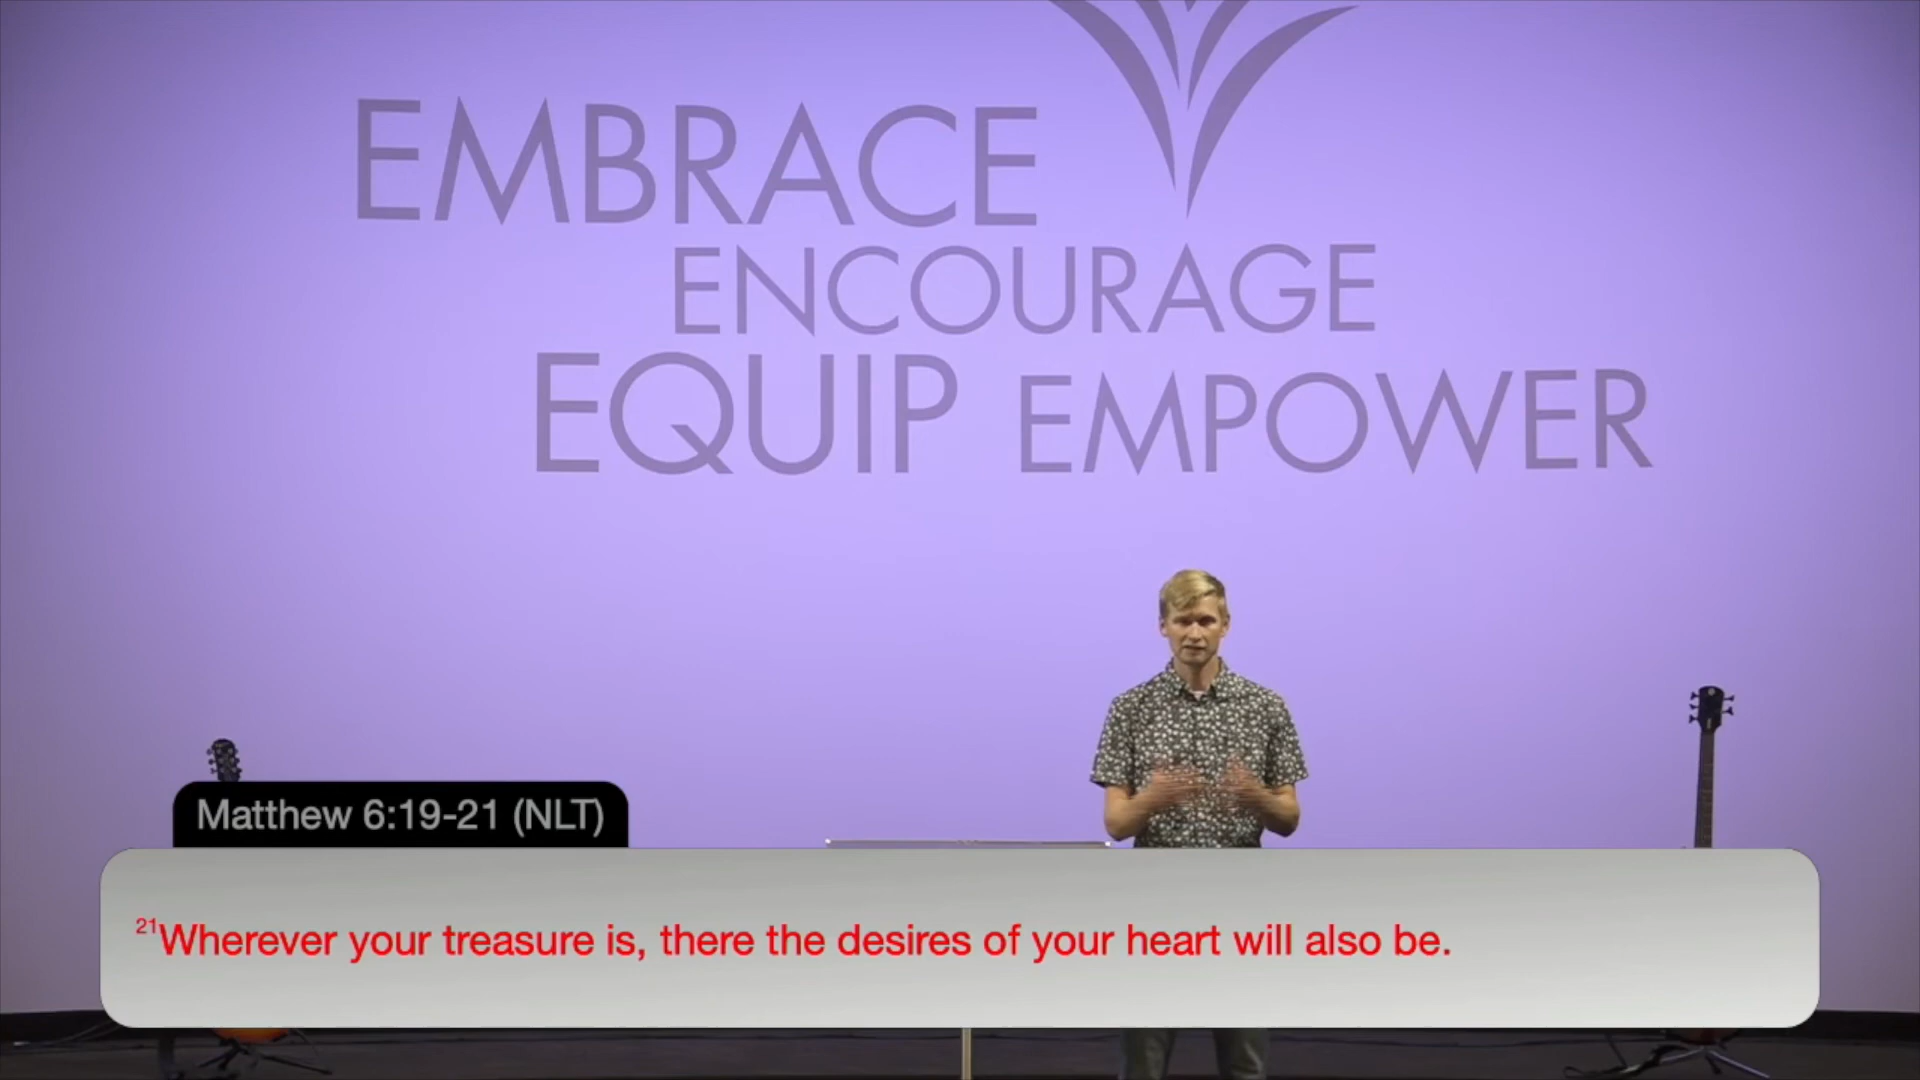 EMBRACE
ENCOURAGE
EQUIP EMPOWER
Matthew 6:19-21 (NLT)
21Wherever your treasure is, there the desires of your heart will also be.